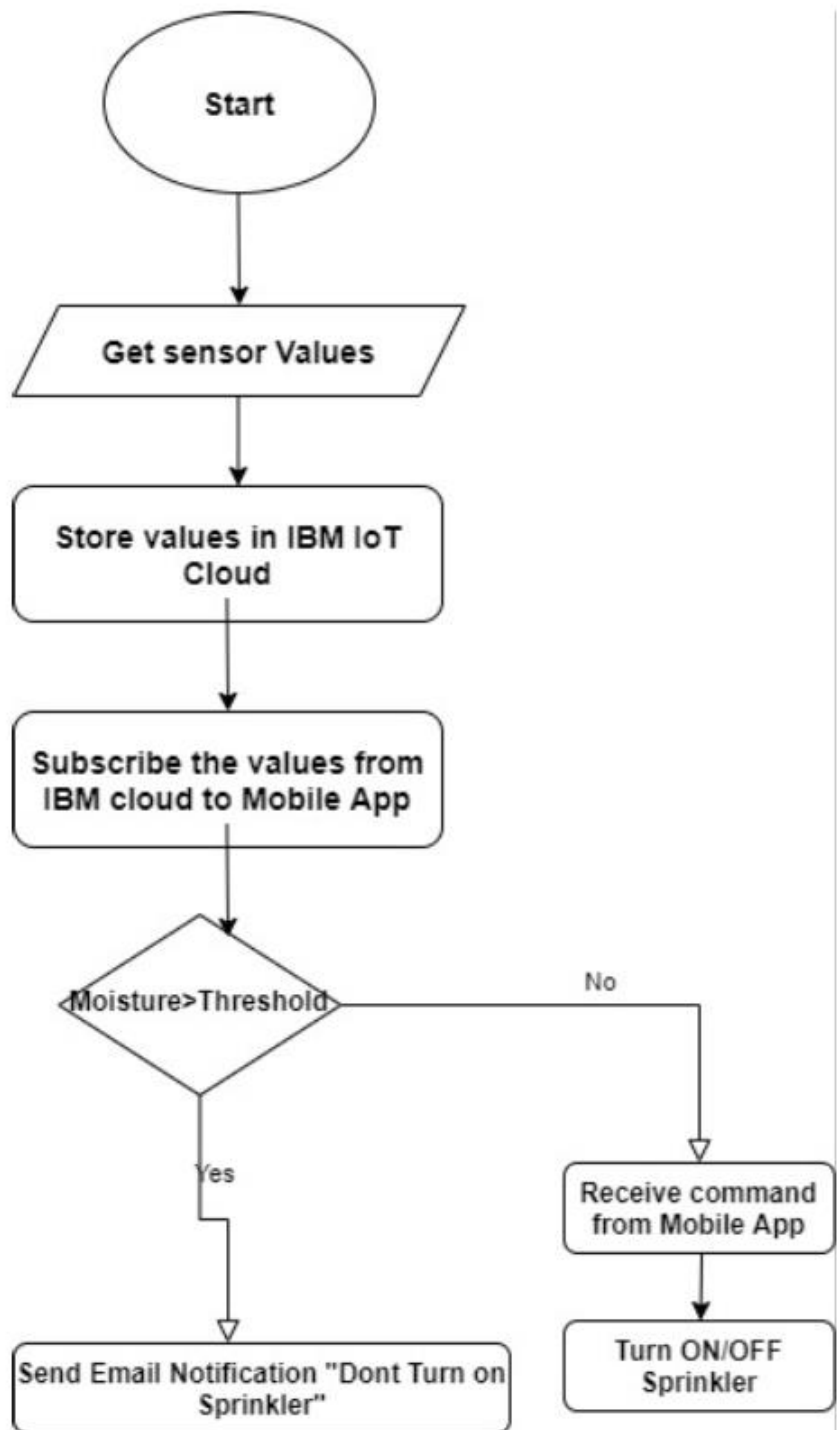 Start
Get sensor Values
Store values in IBM IoT
Cloud
Subscribe the values from
IBM cloud to Mobile App
Moisture>Threshold
No
Yes
Receive command
from Mobile App
Turn ON/OFF
Sprinkler
Send Email Notification "Dont Turn on
Sprinkler"